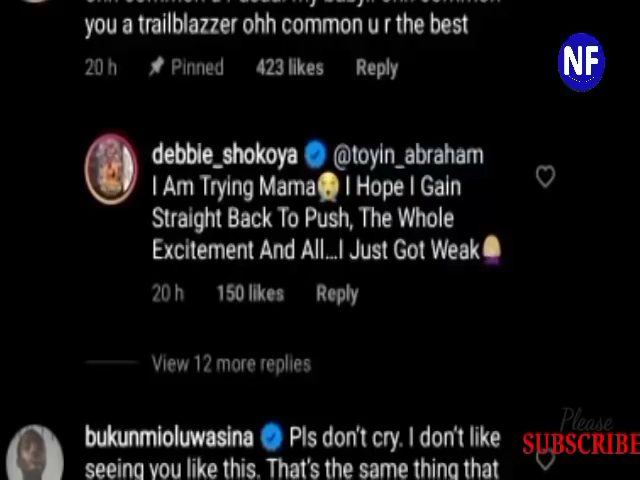 you a trailblazzer ohh common u r the best
20 h Pinned 423 likes Reply
NF
debbie_shokoya @toyin_abraham
I Am Trying Mama😭 I Hope I Gain
Straight Back To Push, The Whole
Excitement And All...I Just Got Weak
20 h 150 likes Reply
View 12 more replies
bukunmioluwasina Pls don't cry. I don't like
seeing you like this. That's the same thing that
Please
SUBSCRIBE